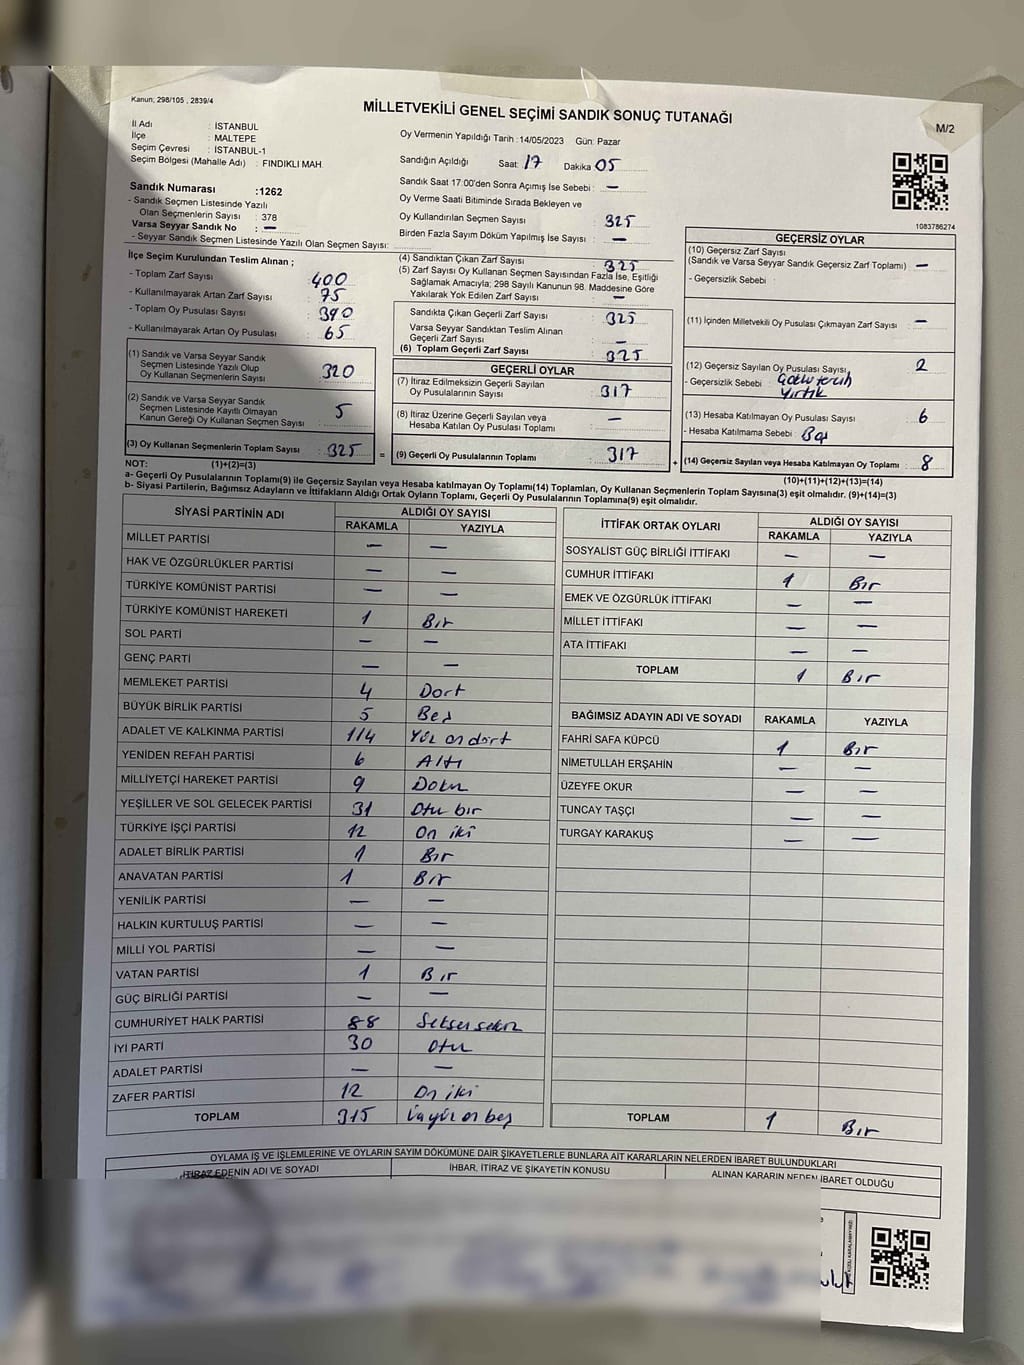 Kanun; 298/105 , 2839/4
MİLLETVEKİLİ GENEL SEÇİMİ SANDIK SONUÇ TUTANAĞI
M/2
İl Adı : İSTANBUL
İlçe : MALTEPE
Seçim Çevresi : İSTANBUL-1
Seçim Bölgesi (Mahalle Adı) : FINDIKLI MAH.
Oy Vermenin Yapıldığı Tarih :14/05/2023 Gün: Pazar
Sandığın Açıldığı Saat: 17 Dakika 05
Sandık Saat 17:00'den Sonra Açımış İse Sebebi : —
Oy Verme Saati Bitiminde Sırada Bekleyen ve
Oy Kullandırılan Seçmen Sayısı : 325
Birden Fazla Sayım Döküm Yapılmış İse Sayısı : —
Sandık Numarası :1262
- Sandık Seçmen Listesinde Yazılı
Olan Seçmenlerin Sayısı : 378
Varsa Seyyar Sandık No : —
- Seyyar Sandık Seçmen Listesinde Yazılı Olan Seçmen Sayısı:
1083786274
İlçe Seçim Kurulundan Teslim Alınan ;
- Toplam Zarf Sayısı : 400
- Kullanılmayarak Artan Zarf Sayısı : 75
- Toplam Oy Pusulası Sayısı : 390
- Kullanılmayarak Artan Oy Pusulası : 65
(1) Sandık ve Varsa Seyyar Sandık
Seçmen Listesinde Yazılı Olup
Oy Kullanan Seçmenlerin Sayısı : 320
(2) Sandık ve Varsa Seyyar Sandık
Seçmen Listesinde Kayıtlı Olmayan
Kanun Gereği Oy Kullanan Seçmen Sayısı : 5
(3) Oy Kullanan Seçmenlerin Toplam Sayısı : 325
(1)+(2)=(3)
(4) Sandıktan Çıkan Zarf Sayısı : 325
(5) Zarf Sayısı Oy Kullanan Seçmen Sayısından Fazla İse, Eşitliği
Sağlamak Amacıyla; 298 Sayılı Kanunun 98. Maddesine Göre
Yakılarak Yok Edilen Zarf Sayısı : —
Sandıkta Çıkan Geçerli Zarf Sayısı : 325
Varsa Seyyar Sandıktan Teslim Alınan
Geçerli Zarf Sayısı : —
(6) Toplam Geçerli Zarf Sayısı : 325
GEÇERLİ OYLAR
(7) İtiraz Edilmeksizin Geçerli Sayılan
Oy Pusulalarının Sayısı : 317
(8) İtiraz Üzerine Geçerli Sayılan veya
Hesaba Katılan Oy Pusulası Toplamı : —
= (9) Geçerli Oy Pusulalarının Toplamı : 317
GEÇERSİZ OYLAR
(10) Geçersiz Zarf Sayısı
(Sandık ve Varsa Seyyar Sandık Geçersiz Zarf Toplamı) : —
- Geçersizlik Sebebi :
(11) İçinden Milletvekili Oy Pusulası Çıkmayan Zarf Sayısı : —
(12) Geçersiz Sayılan Oy Pusulası Sayısı : 2
- Geçersizlik Sebebi :
Yırtık
(13) Hesaba Katılmayan Oy Pusulası Sayısı : 6
- Hesaba Katılmama Sebebi : Boş
+ (14) Geçersiz Sayılan veya Hesaba Katılmayan Oy Toplamı : 8
(10)+(11)+(12)+(13)=(14)
NOT:
a- Geçerli Oy Pusulalarının Toplamı(9) ile Geçersiz Sayılan veya Hesaba Katılmayan Oy Toplamı(14) Toplamları, Oy Kullanan Seçmenlerin Toplam Sayısına(3) eşit olmalıdır. (9)+(14)=(3)
b- Siyasi Partilerin, Bağımsız Adayların ve İttifakların Aldığı Ortak Oyların Toplamı, Geçerli Oy Pusulalarının Toplamına(9) eşit olmalıdır.
SİYASİ PARTİNİN ADI ALDIĞI OY SAYISI
RAKAMLA YAZIYLA
MİLLET PARTİSİ — —
HAK VE ÖZGÜRLÜKLER PARTİSİ — —
TÜRKİYE KOMÜNİST PARTİSİ — —
TÜRKİYE KOMÜNİST HAREKETİ 1 Bir
SOL PARTİ — —
GENÇ PARTİ — —
MEMLEKET PARTİSİ 4 Dort
BÜYÜK BİRLİK PARTİSİ 5 Beş
ADALET VE KALKINMA PARTİSİ 114 Yüz on dört
YENİDEN REFAH PARTİSİ 6 Altı
MİLLİYETÇİ HAREKET PARTİSİ 9 Dokuz
YEŞİLLER VE SOL GELECEK PARTİSİ 31 Otuz bir
TÜRKİYE İŞÇİ PARTİSİ 12 On iki
ADALET BİRLİK PARTİSİ 1 Bir
ANAVATAN PARTİSİ 1 Bir
YENİLİK PARTİSİ — —
HALKIN KURTULUŞ PARTİSİ — —
MİLLİ YOL PARTİSİ — —
VATAN PARTİSİ 1 Bir
GÜÇ BİRLİĞİ PARTİSİ — —
CUMHURİYET HALK PARTİSİ 88 Seksen sekiz
İYİ PARTİ 30 Otuz
ADALET PARTİSİ — —
ZAFER PARTİSİ 12 On iki
TOPLAM 315 üçyüz on beş
İTTİFAK ORTAK OYLARI ALDIĞI OY SAYISI
RAKAMLA YAZIYLA
SOSYALİST GÜÇ BİRLİĞİ İTTİFAKI — —
CUMHUR İTTİFAKI 1 Bir
EMEK VE ÖZGÜRLÜK İTTİFAKI — —
MİLLET İTTİFAKI — —
ATA İTTİFAKI — —
TOPLAM 1 Bir
BAĞIMSIZ ADAYIN ADI VE SOYADI RAKAMLA YAZIYLA
FAHRİ SAFA KÜPCÜ 1 Bir
NİMETULLAH ERŞAHİN — —
ÜZEYFE OKUR — —
TUNCAY TAŞÇI — —
TURGAY KARAKUŞ — —
TOPLAM 1 Bir
OYLAMA İŞ VE İŞLEMLERİNE VE OYLARIN SAYIM DÖKÜMÜNE DAİR ŞİKAYETLERLE BUNLARA AİT KARARLARIN NELERDEN İBARET BULUNDUKLARI
İTİRAZ EDENİN ADI VE SOYADI İHBAR, İTİRAZ VE ŞİKAYETİN KONUSU ALINAN KARARIN NEDEN İBARET OLDUĞU